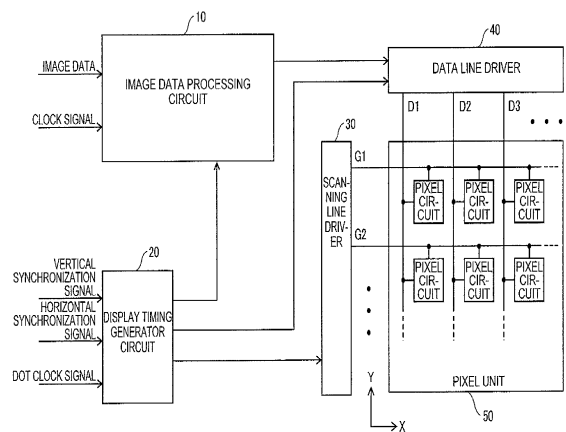 10
IMAGE DATA
CLOCK SIGNAL
IMAGE DATA PROCESSING
CIRCUIT
40
DATA LINE DRIVER
D1 D2 D3
30
SCAN-
NING
LINE
DRIV-
ER
G1
PIXEL
CIR-
CUIT
PIXEL
CIR-
CUIT
PIXEL
CIR-
CUIT
G2
PIXEL
CIR-
CUIT
PIXEL
CIR-
CUIT
PIXEL
CIR-
CUIT
PIXEL UNIT
50
20
VERTICAL
SYNCHRONIZATION
SIGNAL
HORIZONTAL
SYNCHRONIZATION
SIGNAL
DOT CLOCK SIGNAL
DISPLAY TIMING
GENERATOR
CIRCUIT
Y
X